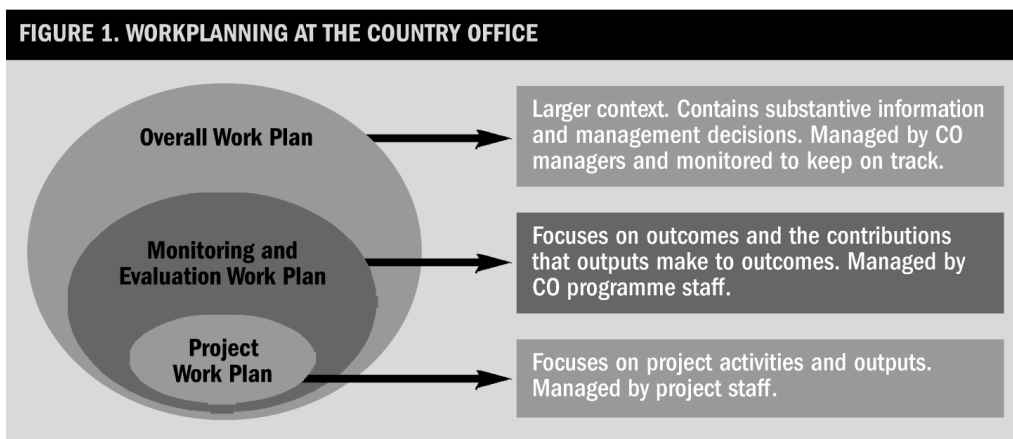 FIGURE 1. WORKPLANNING AT THE COUNTRY OFFICE
Overall Work Plan
Larger context. Contains substantive information
and management decisions. Managed by CO
managers and monitored to keep on track.
Monitoring and
Evaluation Work Plan
Focuses on outcomes and the contributions
that outputs make to outcomes. Managed by
CO programme staff.
Project
Work Plan
Focuses on project activities and outputs.
Managed by project staff.